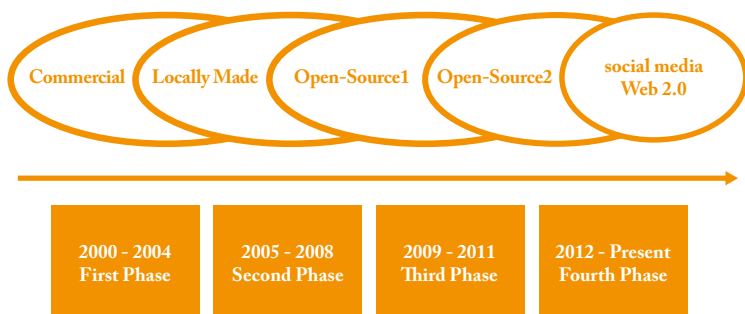 Commercial
Locally Made
Open-Source1
Open-Source2
social media
Web 2.0
2000 - 2004
First Phase
2005 - 2008
Second Phase
2009 - 2011
Third Phase
2012 - Present
Fourth Phase